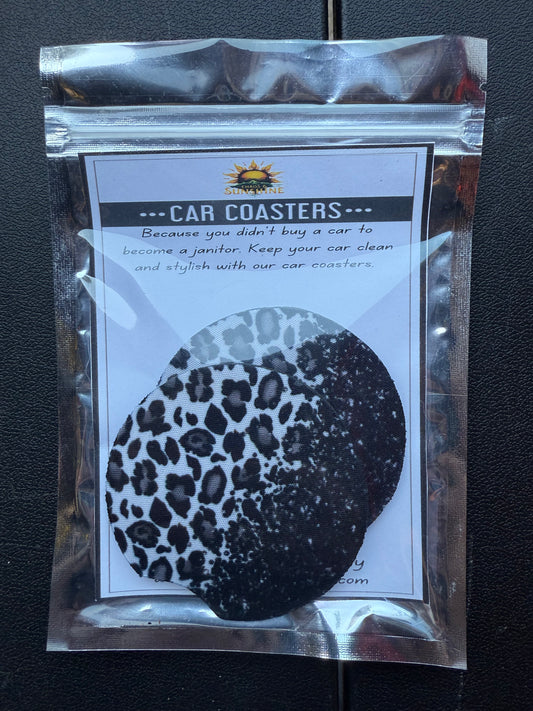 SUNSHINE
•••CAR COASTERS•••
Because you didn't buy a car to
become a janitor. Keep your car clean
and stylish with our car coasters.
.com